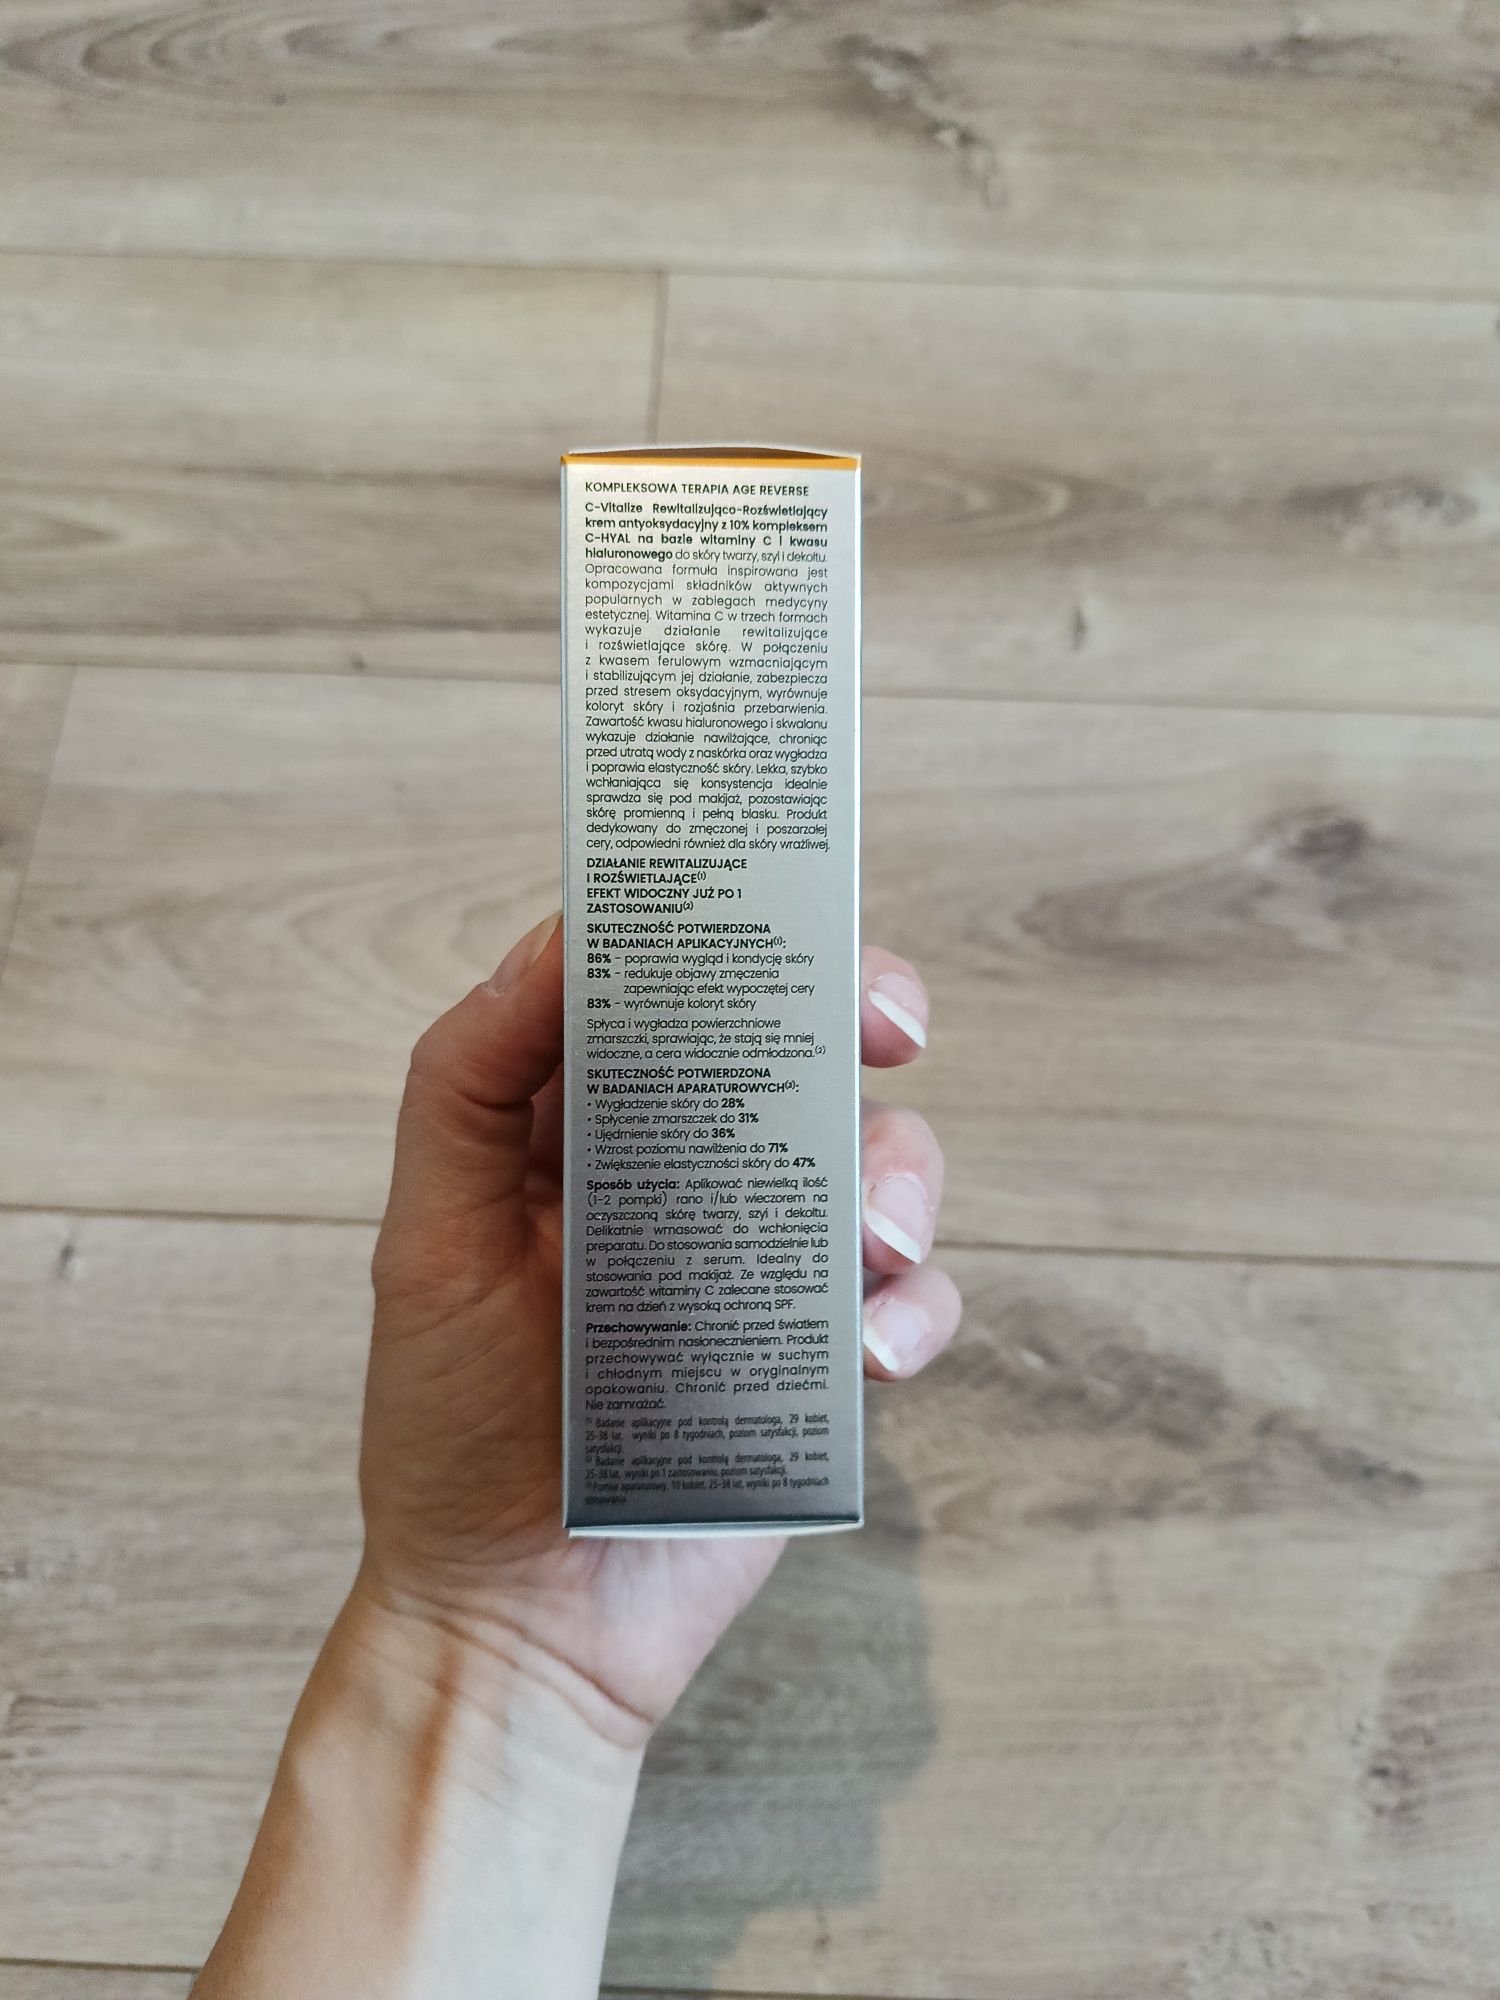 KOMPLEKSOWA TERAPIA AGE REVERSE
C-Vitalize Rewitalizująco-Rozświetlający
krem antyoksydacyjny z 10% kompleksem
C-HYAL na bazie witaminy C i kwasu
hialuronowego do skóry twarzy, szyi i dekoltu.
Opracowana formuła inspirowana jest
kompozycjami składników aktywnych
popularnych w zabiegach medycyny
estetycznej. Witamina C w trzech formach
wykazuje działanie rewitalizujące
i rozświetlające skórę. W połączeniu
z kwasem ferulowym wzmacniającym
i stabilizującym jej działanie, zabezpiecza
przed stresem oksydacyjnym, wyrównuje
koloryt skóry i rozjaśnia przebarwienia.
Zawartość kwasu hialuronowego i skwalanu
wykazuje działanie nawilżające, chroniąc
przed utratą wody z naskórka oraz wygładza
i poprawia elastyczność skóry. Lekka, szybko
wchłaniająca się konsystencja idealnie
sprawdza się pod makijaż, pozostawiając
skórę promienną i pełną blasku. Produkt
dedykowany do zmęczonej i poszarzałej
cery, odpowiedni również dla skóry wrażliwej.
DZIAŁANIE REWITALIZUJĄCE
I ROZŚWIETLAJĄCE(1)
EFEKT WIDOCZNY JUŻ PO 1
ZASTOSOWANIU(2)
SKUTECZNOŚĆ POTWIERDZONA
W BADANIACH APLIKACYJNYCH(1):
86% - poprawia wygląd i kondycję skóry
83% - redukuje objawy zmęczenia
zapewniając efekt wypoczętej cery
83% - wyrównuje koloryt skóry
Spłyca i wygładza powierzchniowe
zmarszczki, sprawiając, że stają się mniej
widoczne, a cera widocznie odmłodzona.(2)
SKUTECZNOŚĆ POTWIERDZONA
W BADANIACH APARATUROWYCH(3):
• Wygładzenie skóry do 28%
• Spłycenie zmarszczek do 31%
• Ujędrnienie skóry do 36%
• Wzrost poziomu nawilżenia do 71%
• Zwiększenie elastyczności skóry do 47%
Sposób użycia: Aplikować niewielką ilość
(1-2 pompki) rano i/lub wieczorem na
oczyszczoną skórę twarzy, szyi i dekoltu.
Delikatnie wmasować do wchłonięcia
preparatu. Do stosowania samodzielnie lub
w połączeniu z serum. Idealny do
stosowania pod makijaż. Ze względu na
zawartość witaminy C zalecane stosować
krem na dzień z wysoką ochroną SPF.
Przechowywanie: Chronić przed światłem
i bezpośrednim nasłonecznieniem. Produkt
przechowywać wyłącznie w suchym
i chłodnym miejscu w oryginalnym
opakowaniu. Chronić przed dziećmi.
Nie zamrażać.
(1) Badanie aplikacyjne pod kontrolą dermatologa, 29 kobiet,
25-38 lat, wyniki po 8 tygodniach, poziom satysfakcji, poziom
satysfakcji.
(2) Badanie aplikacyjne pod kontrolą dermatologa, 29 kobiet,
25-38 lat, wyniki po 1 zastosowaniu, poziom satysfakcji.
(3) Pomiar aparaturowy, 10 kobiet, 25-38 lat, wyniki po 8 tygodniach
stosowania